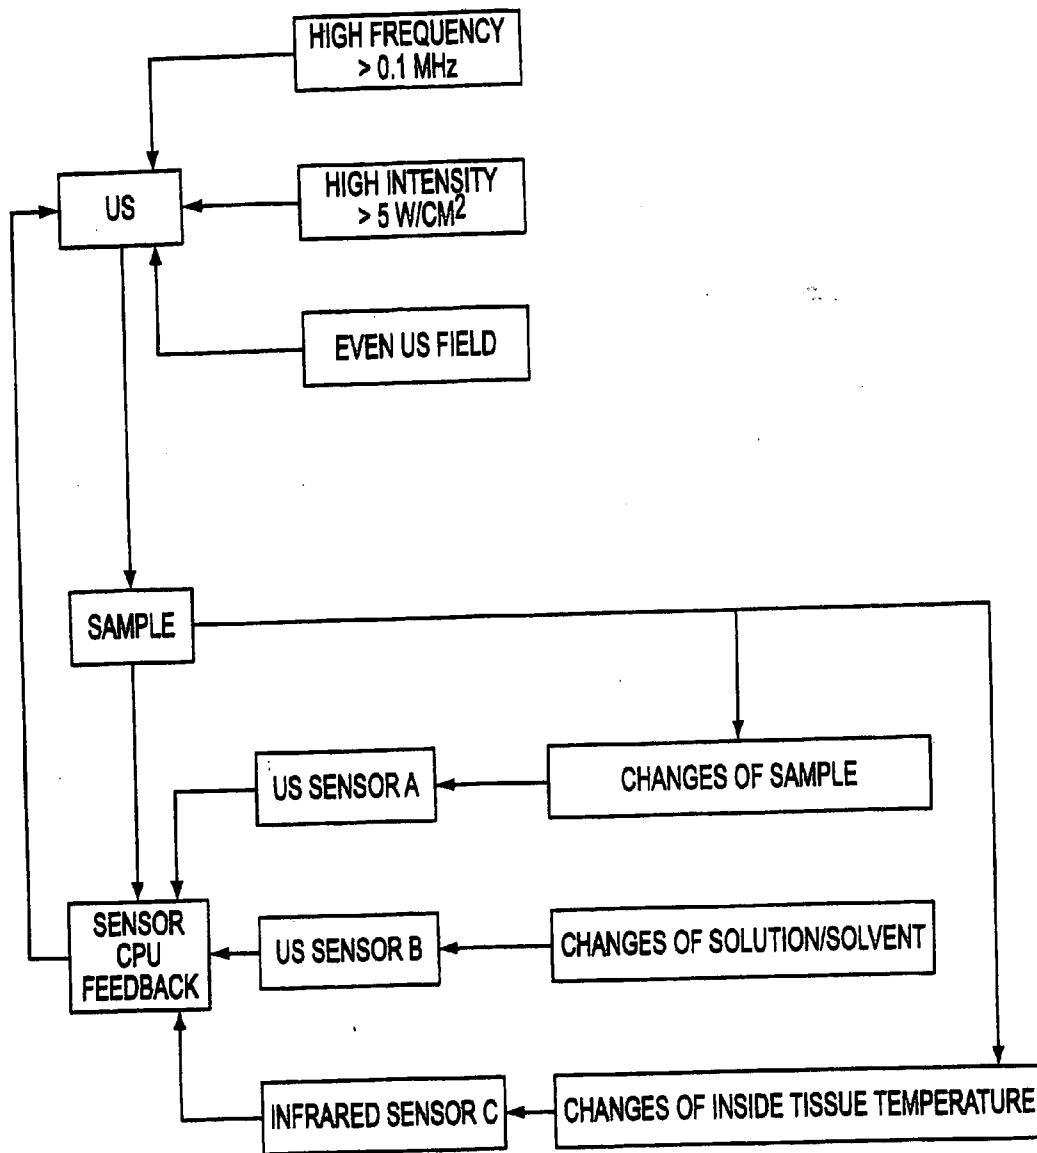 HIGH FREQUENCY
> 0.1 MHz
US
HIGH INTENSITY
> 5 W/CM²
EVEN US FIELD
SAMPLE
US SENSOR A
CHANGES OF SAMPLE
SENSOR
CPU
FEEDBACK
US SENSOR B
CHANGES OF SOLUTION/SOLVENT
INFRARED SENSOR C
CHANGES OF INSIDE TISSUE TEMPERATURE